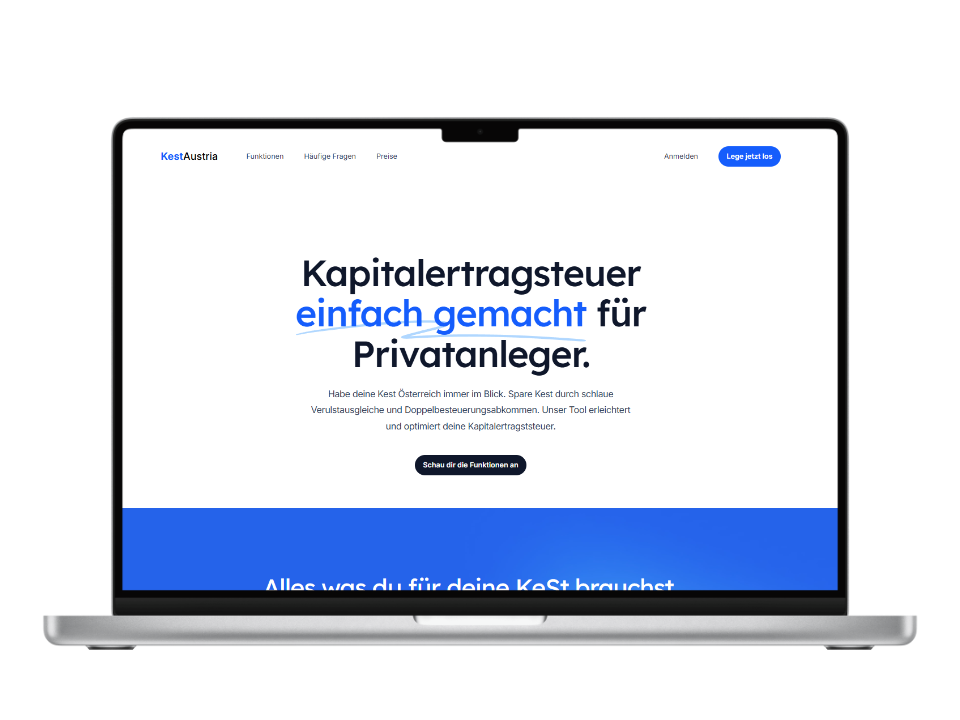 KestAustria Funktionen Häufige Fragen Preise Anmelden Lege jetzt los
Kapitalertragsteuer
einfach gemacht für
Privatanleger.
Habe deine Kest Österreich immer im Blick. Spare Kest durch schlaue
Verulstausgleiche und Doppelbesteuerungsabkommen. Unser Tool erleichtert
und optimiert deine Kapitalertragststeuer.
Schau dir die Funktionen an
Alles was du für deine KeSt brauchst